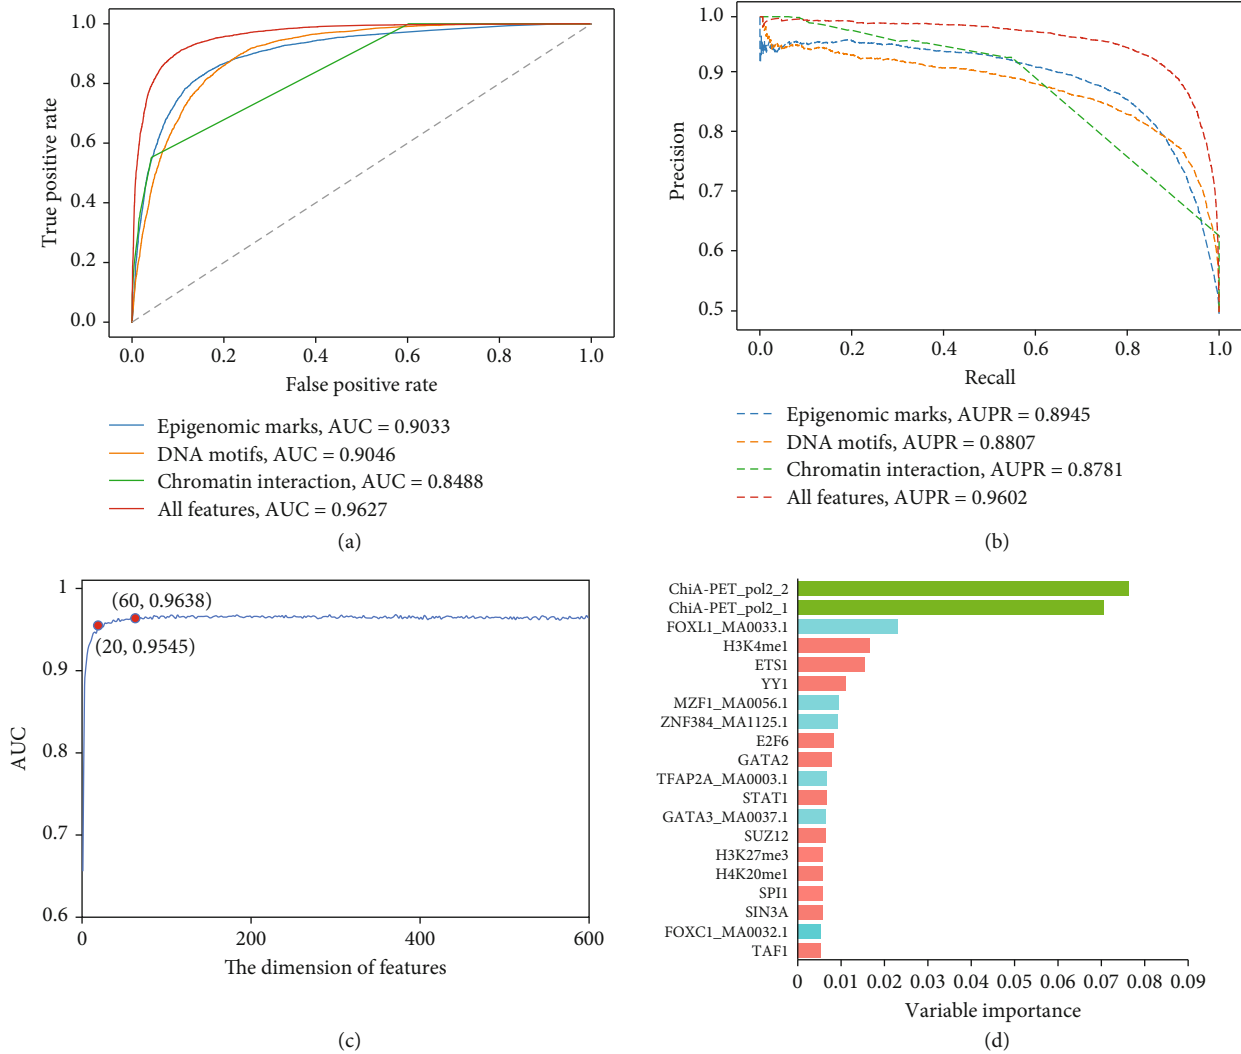 True positive rate
1.0
0.8
0.6
0.4
0.2
0.0
0.0 0.2 0.4 0.6 0.8 1.0
False positive rate
Epigenomic marks, AUC = 0.9033
DNA motifs, AUC = 0.9046
Chromatin interaction, AUC = 0.8488
All features, AUC = 0.9627
(a)
Precision
1.0
0.9
0.8
0.7
0.6
0.5
0.0 0.2 0.4 0.6 0.8 1.0
Recall
Epigenomic marks, AUPR = 0.8945
DNA motifs, AUPR = 0.8807
Chromatin interaction, AUPR = 0.8781
All features, AUPR = 0.9602
(b)
AUC
1
0.9
0.8
0.7
0.6
(60, 0.9638)
(20, 0.9545)
0 200 400 600
The dimension of features
(c)
ChiA-PET_pol2_2
ChiA-PET_pol2_1
FOXL1_MA0033.1
H3K4me1
ETS1
YY1
MZF1_MA0056.1
ZNF384_MA1125.1
E2F6
GATA2
TFAP2A_MA0003.1
STAT1
GATA3_MA0037.1
SUZ12
H3K27me3
H4K20me1
SPI1
SIN3A
FOXC1_MA0032.1
TAF1
0 0.01 0.02 0.03 0.04 0.05 0.06 0.07 0.08 0.09
Variable importance
(d)